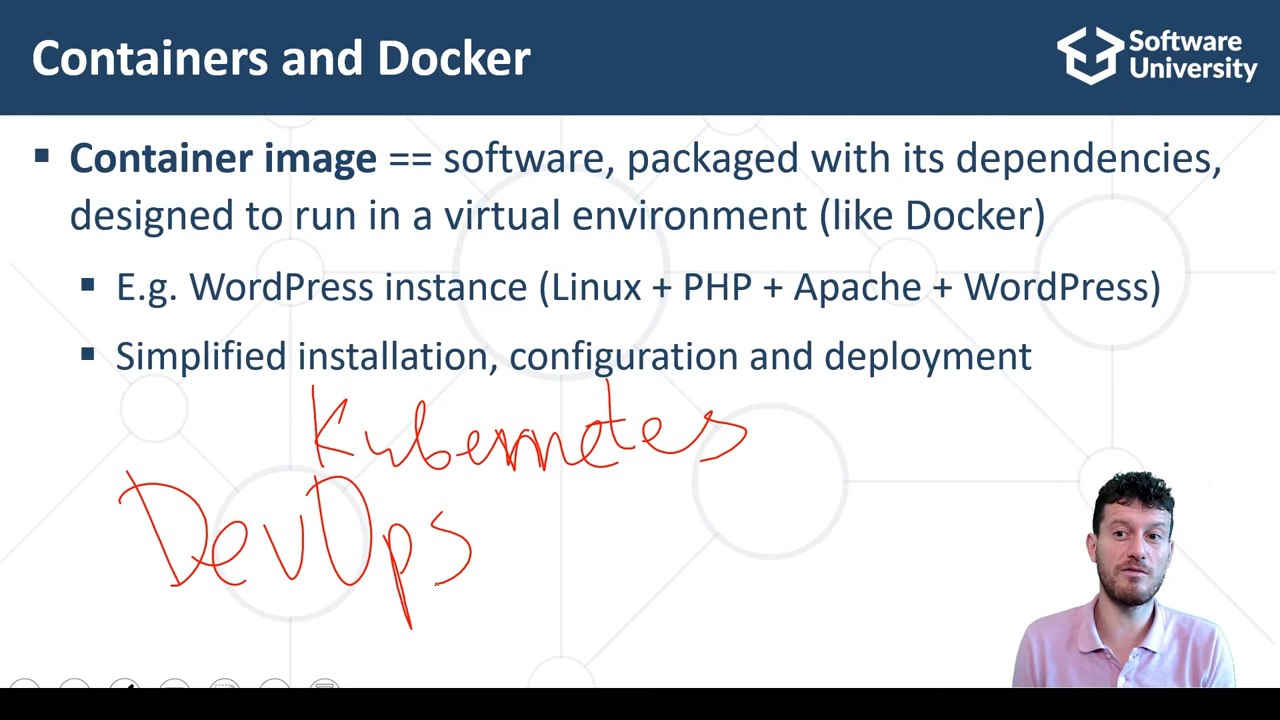 Containers and Docker
Software
University
▪ Container image == software, packaged with its dependencies,
designed to run in a virtual environment (like Docker)
▪ E.g. WordPress instance (Linux + PHP + Apache + WordPress)
▪ Simplified installation, configuration and deployment
Kubernetes
DevOps